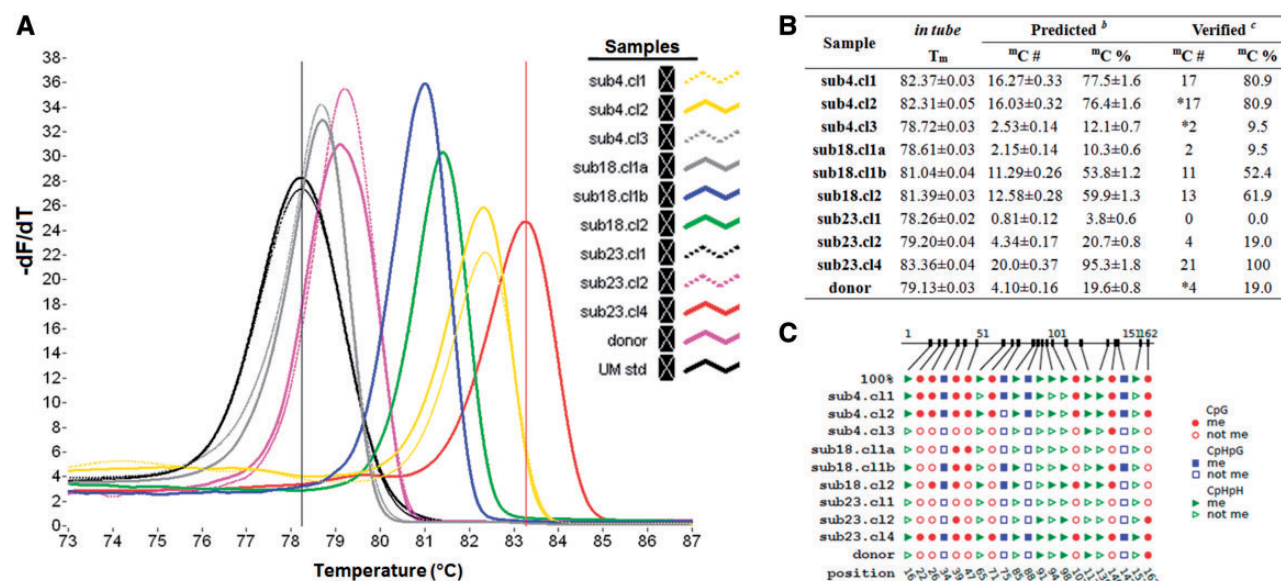 A
Samples
sub4.cl1
sub4.cl2
sub4.cl3
sub18.cl1a
sub18.cl1b
sub18.cl2
sub23.cl1
sub23.cl2
sub23.cl4
donor
UM std
38-
36-
34-
32-
30-
28-
26-
24-
22-
20-
18-
16-
14-
12-
10-
8-
6-
4-
2-
0-
-dF/dT
73 74 75 76 77 78 79 80 81 82 83 84 85 86 87
Temperature (°C)
B
Sample in tube Tm Predicted b Verified c
mC # mC % mC # mC %
sub4.cl1 82.37±0.03 16.27±0.33 77.5±1.6 17 80.9
sub4.cl2 82.31±0.05 16.03±0.32 76.4±1.6 *17 80.9
sub4.cl3 78.72±0.03 2.53±0.14 12.1±0.7 *2 9.5
sub18.cl1a 78.61±0.03 2.15±0.14 10.3±0.6 2 9.5
sub18.cl1b 81.04±0.04 11.29±0.26 53.8±1.2 11 52.4
sub18.cl2 81.39±0.03 12.58±0.28 59.9±1.3 13 61.9
sub23.cl1 78.26±0.02 0.81±0.12 3.8±0.6 0 0.0
sub23.cl2 79.20±0.04 4.34±0.17 20.7±0.8 4 19.0
sub23.cl4 83.36±0.04 20.0±0.37 95.3±1.8 21 100
donor 79.13±0.03 4.10±0.16 19.6±0.8 *4 19.0
C
1 51 101 151 162
100%
sub4.cl1
sub4.cl2
sub4.cl3
sub18.cl1a
sub18.cl1b
sub18.cl2
sub23.cl1
sub23.cl2
sub23.cl4
donor
position 16 22 26 34 39 47
CpG
me
not me
CpHpG
me
not me
CpHpH
me
not me